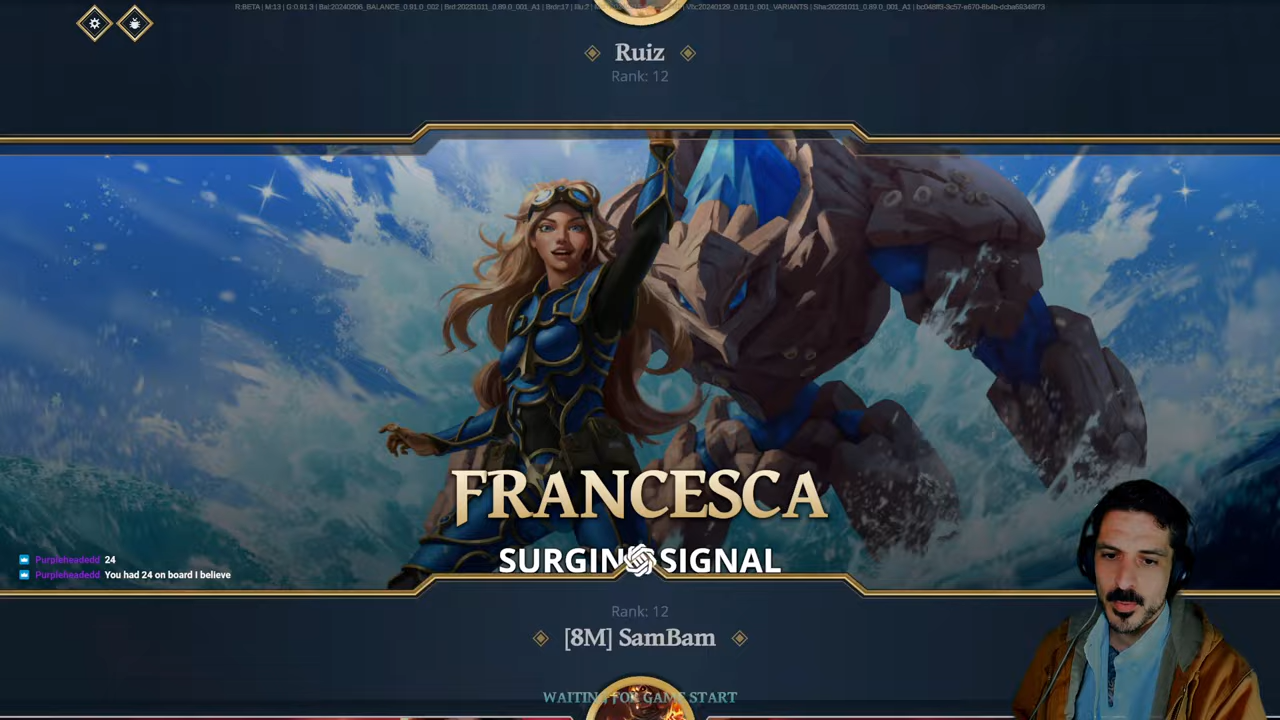 Ruiz
Rank: 12
FRANCESCA
SIGNAL
Purpleheadedd 24
Purpleheadedd You had 24 on board I believe
Rank: 12
[8M] SamBam
WAITING FOR GAME START